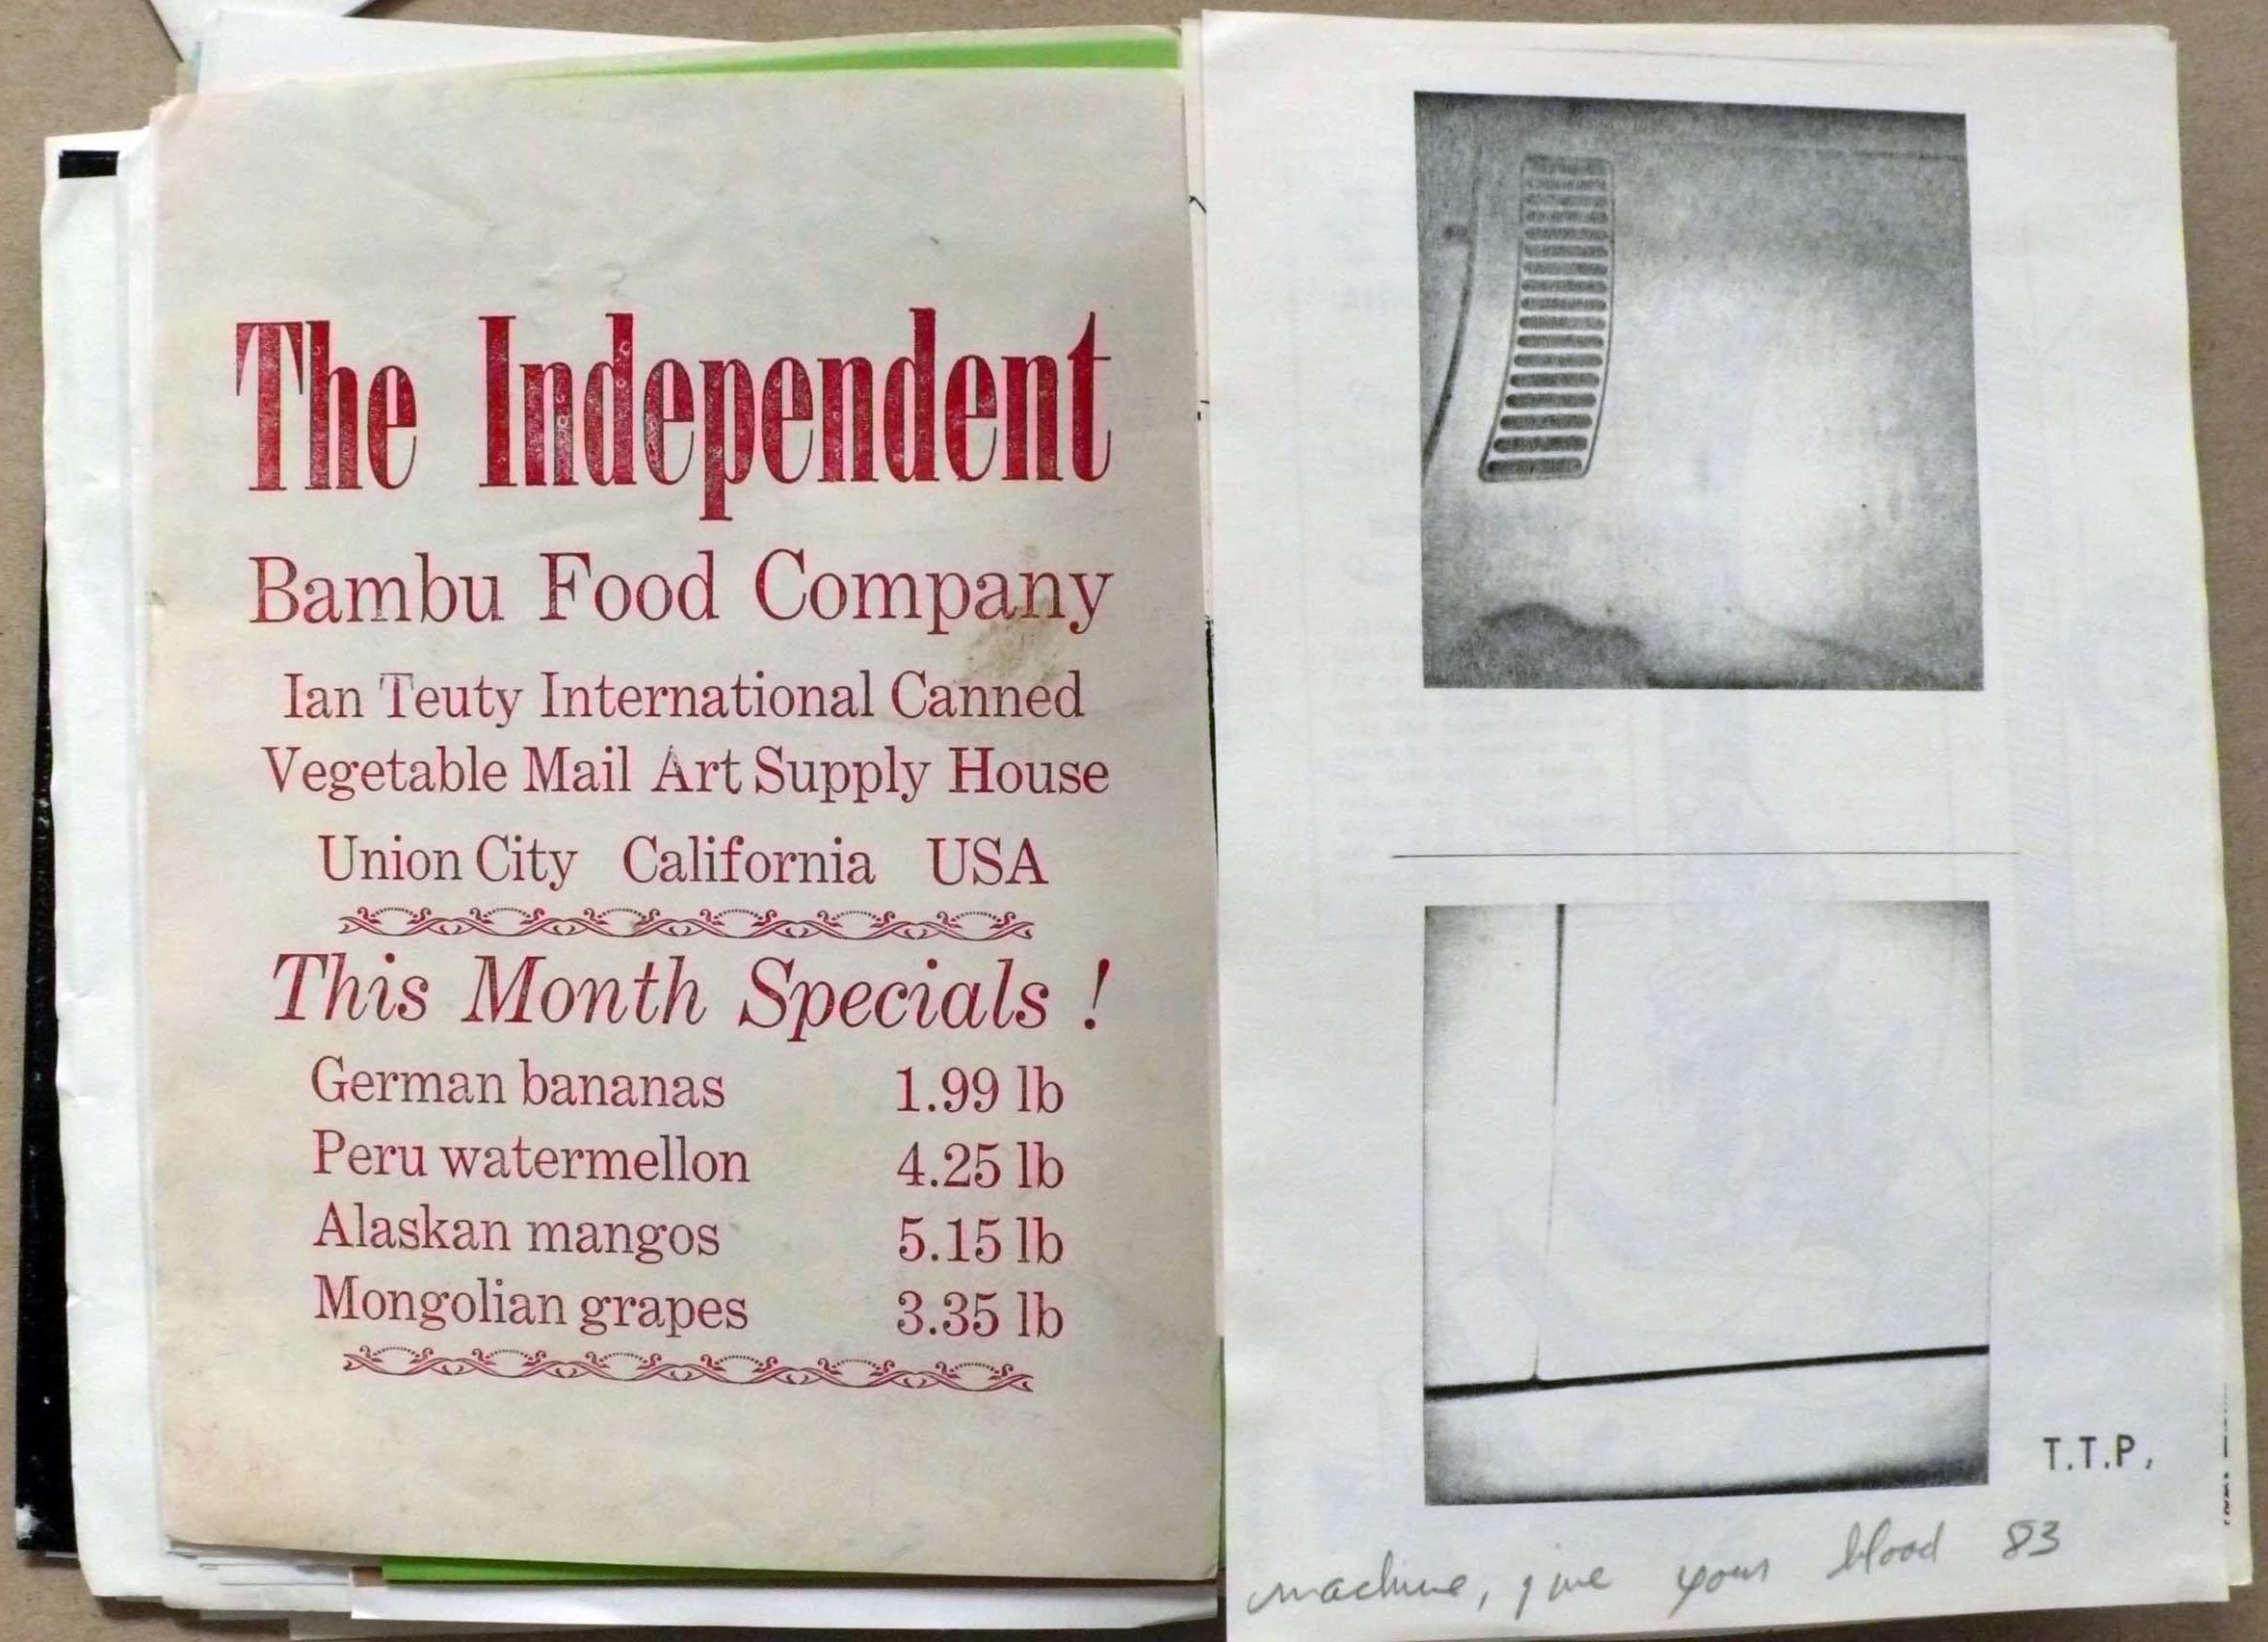 The Independent
Bambu Food Company
Ian Teuty International Canned
Vegetable Mail Art Supply House
Union City California USA
This Month Specials !
German bananas 1.99 lb
Peru watermellon 4.25 lb
Alaskan mangos 5.15 lb
Mongolian grapes 3.35 lb
T.T.P.
machine, give your blood 83